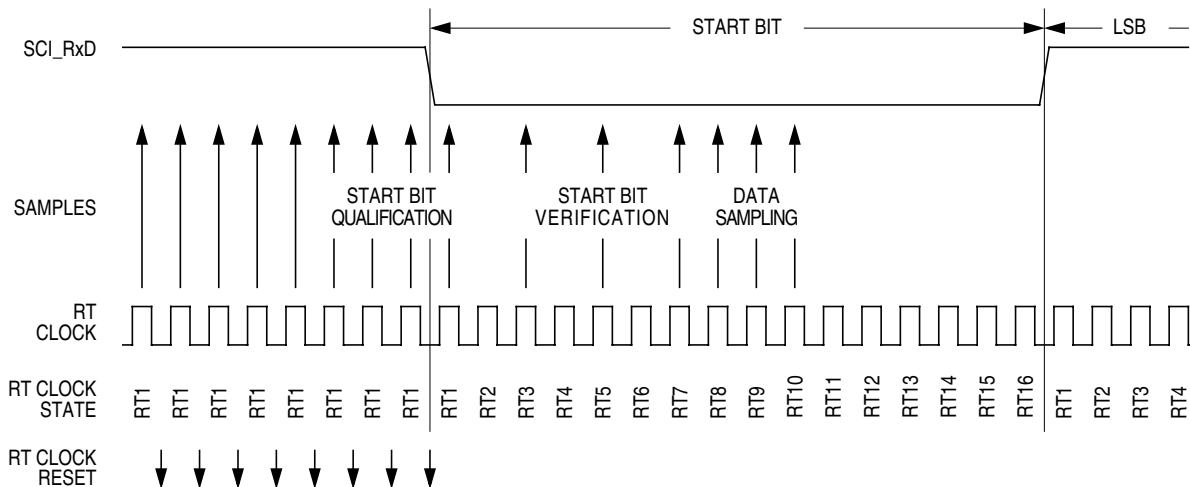 START BIT
LSB
SCI_RxD
SAMPLES
START BIT
QUALIFICATION
START BIT
VERIFICATION
DATA
SAMPLING
RT
CLOCK
RT CLOCK
STATE
RT1 RT1 RT1 RT1 RT1 RT1 RT1 RT1 RT1 RT2 RT3 RT4 RT5 RT6 RT7 RT8 RT9 RT10 RT11 RT12 RT13 RT14 RT15 RT16 RT1 RT2 RT3 RT4
RT CLOCK
RESET